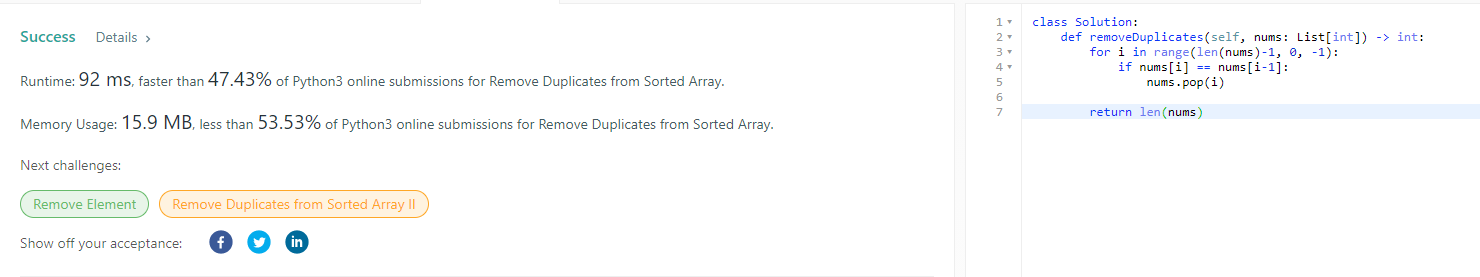 Success Details >
Runtime: 92 ms, faster than 47.43% of Python3 online submissions for Remove Duplicates from Sorted Array.
Memory Usage: 15.9 MB, less than 53.53% of Python3 online submissions for Remove Duplicates from Sorted Array.
Next challenges:
Remove Element Remove Duplicates from Sorted Array II
Show off your acceptance: f in
1 class Solution:
2 def removeDuplicates(self, nums: List[int]) -> int:
3 for i in range(len(nums)-1, 0, -1):
4 if nums[i] == nums[i-1]:
5 nums.pop(i)
6
7 return len(nums)